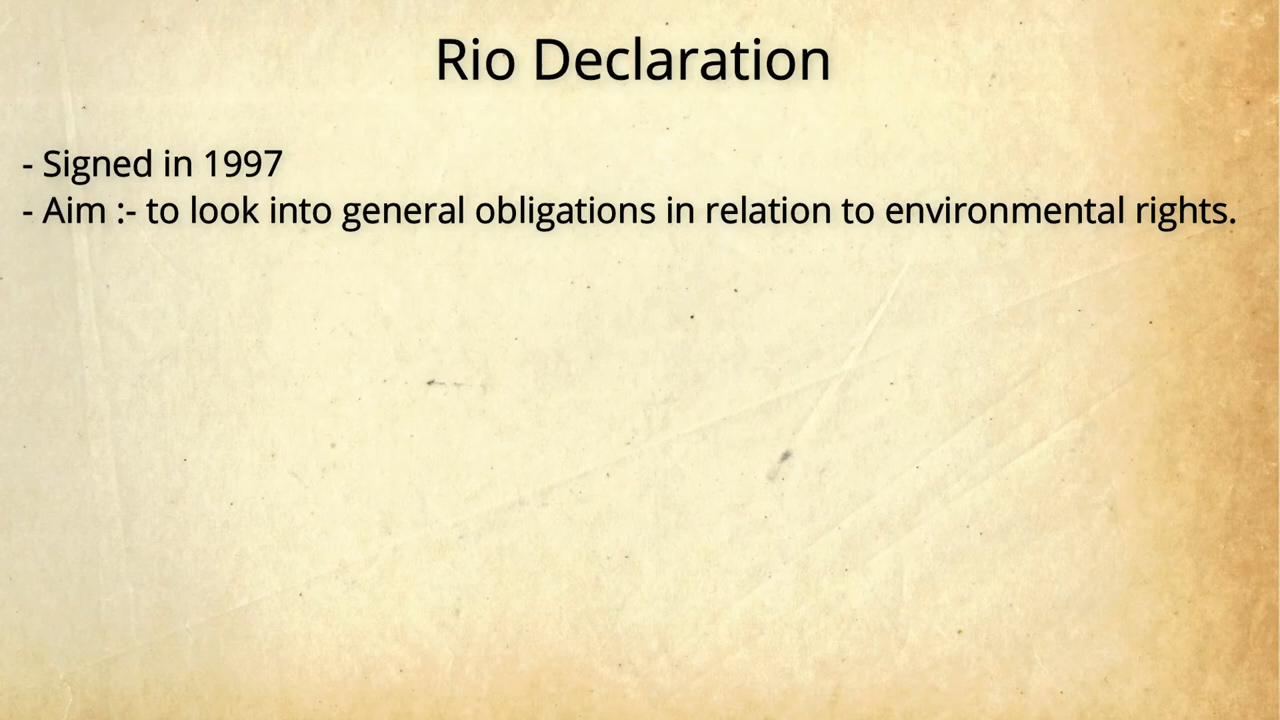 Rio Declaration
- Signed in 1997
- Aim :- to look into general obligations in relation to environmental rights.